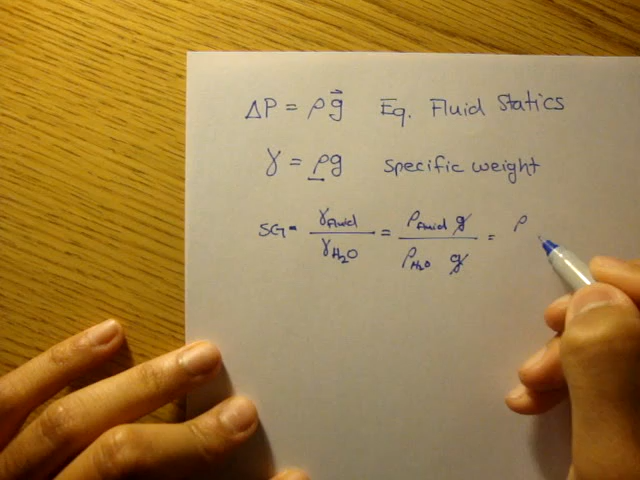 ΔP = ρg⃗ Eq. Fluid Statics
γ = ρg specific weight
SG = γFluid / γH₂O = ρFluid g / ρH₂O g = ρ